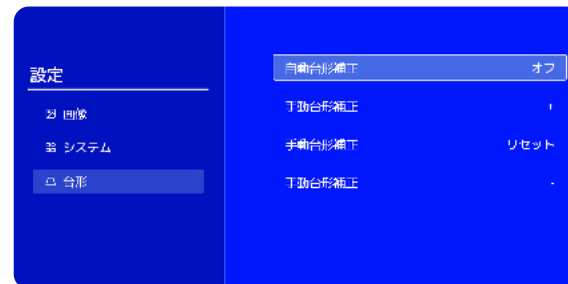 設定
画像
システム
台形
自動台形補正 オフ
手動台形補正 +
手動台形補正 リセット
手動台形補正 -